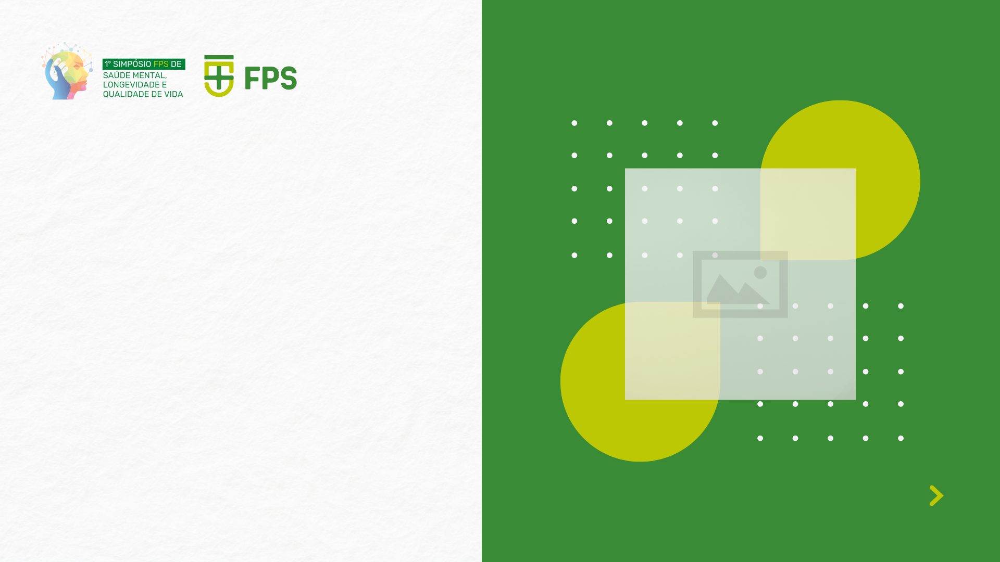 1º SIMPÓSIO FPS DE
SAÚDE MENTAL,
LONGEVIDADE E
QUALIDADE DE VIDA
FPS